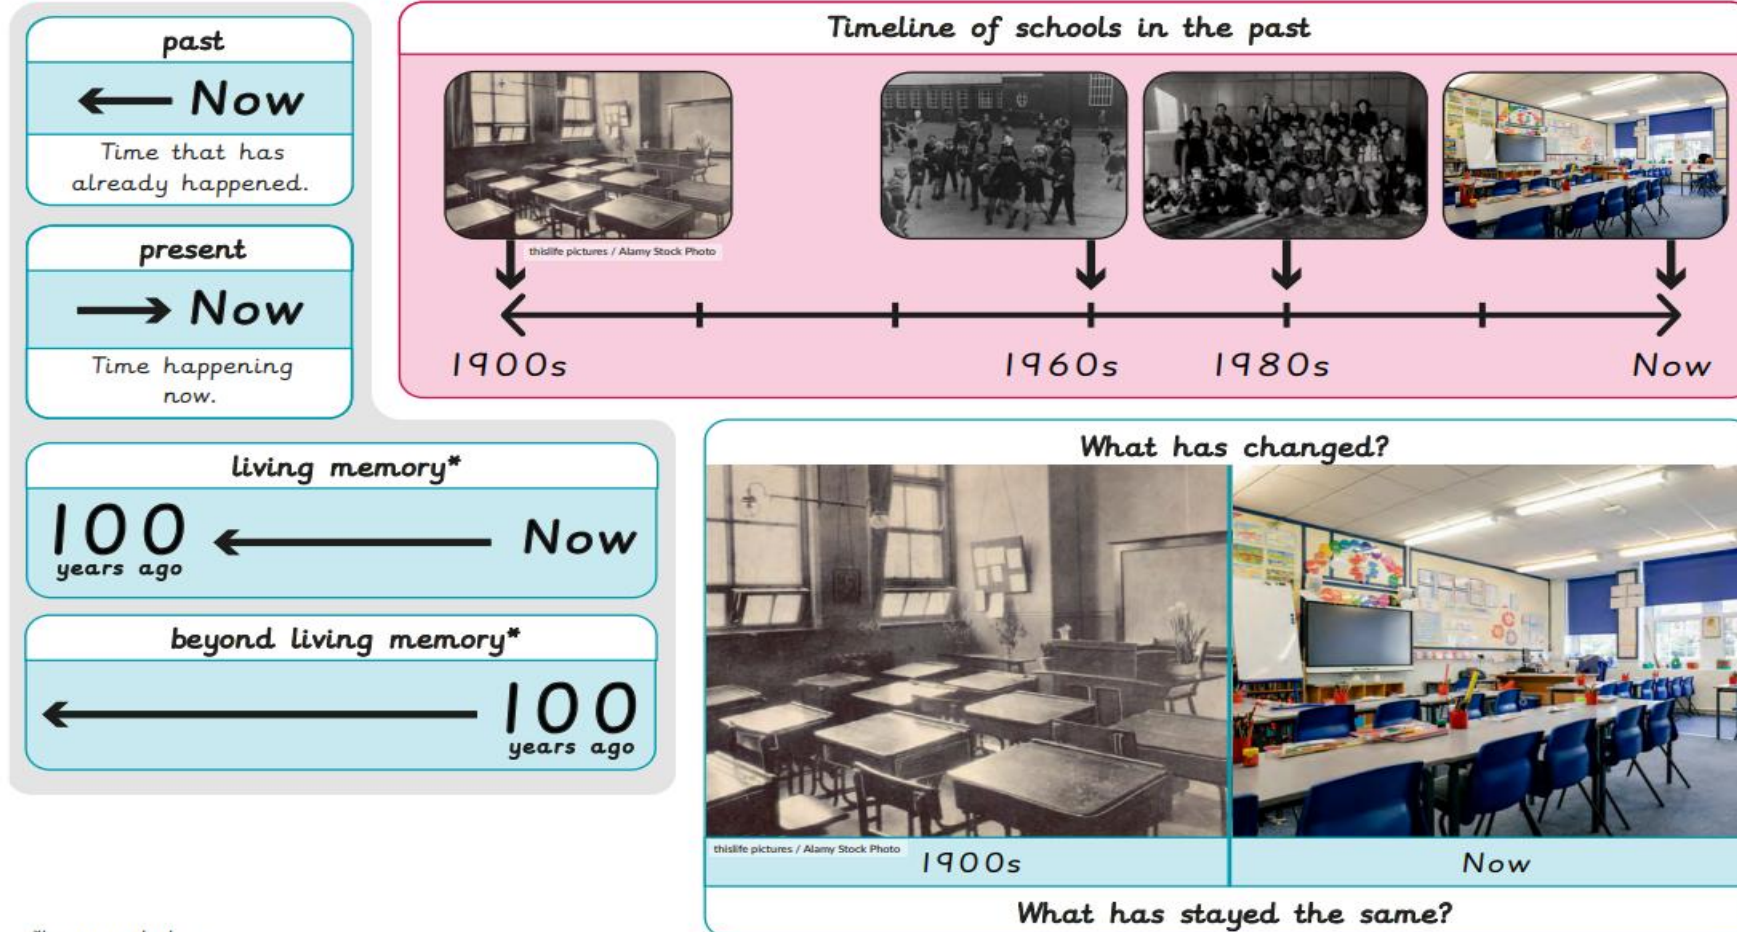 past
Now
Time that has
already happened.
present
Now
Time happening
now.
living memory*
100
years ago
Now
beyond living memory*
100
years ago
Timeline of schools in the past
thislife pictures / Alamy Stock Photo
1900s
1960s
1980s
Now
What has changed?
thislife pictures / Alamy Stock Photo
1900s
Now
What has stayed the same?